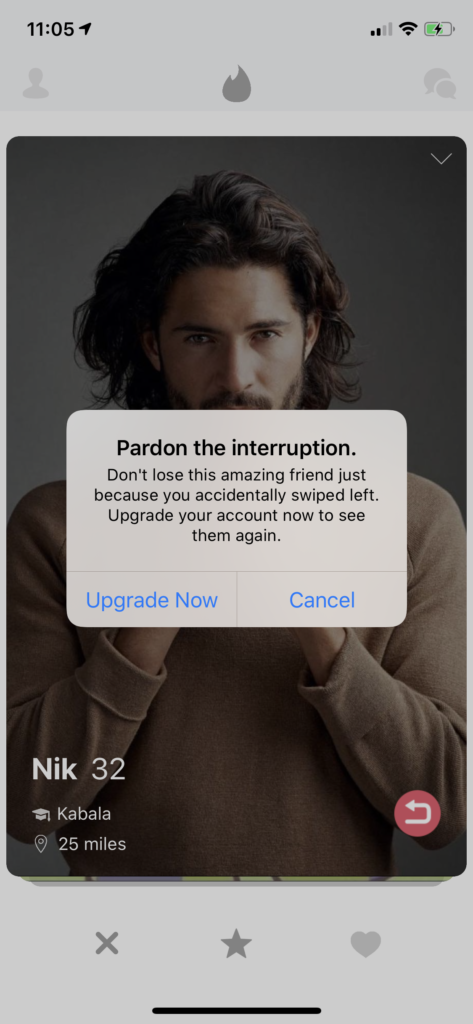 11:05
Pardon the interruption.
Don't lose this amazing friend just
because you accidentally swiped left.
Upgrade your account now to see
them again.
Upgrade Now
Cancel
Nik 32
Kabala
25 miles